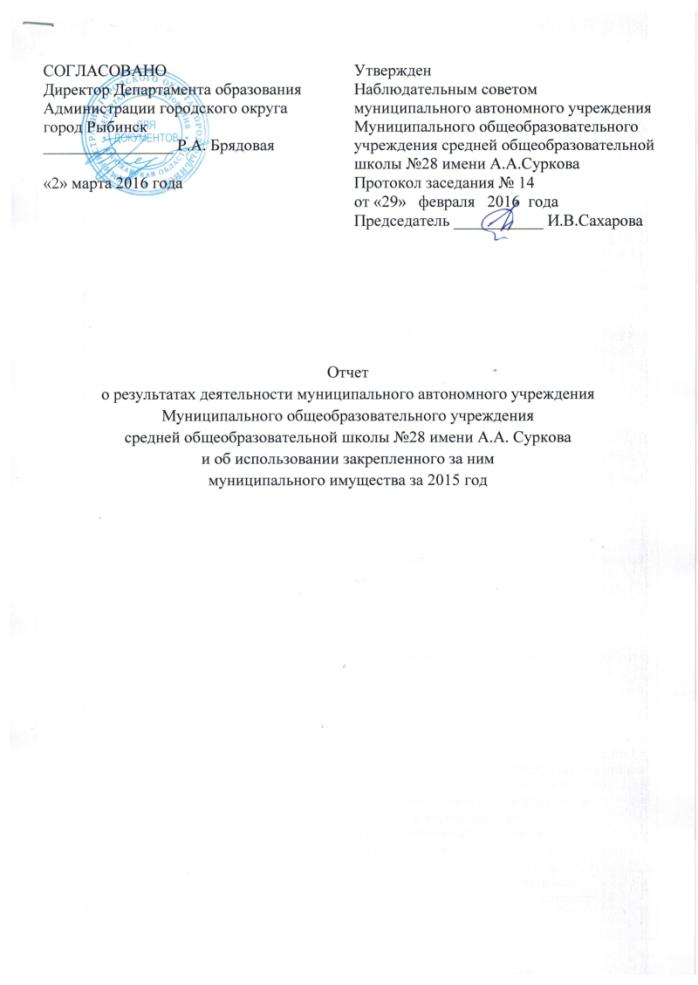 СОГЛАСОВАНО
Директор Департамента образования
Администрации городского округа
город Рыбинск
Р.А. Брядовая
«2» марта 2016 года
ДЛЯ
ДОКУМЕНТОВ
Утвержден
Наблюдательным советом
муниципального автономного учреждения
Муниципального общеобразовательного
учреждения средней общеобразовательной
школы №28 имени А.А.Суркова
Протокол заседания № 14
от «29» февраля 2016 года
Председатель ____________ И.В.Сахарова
Отчет
о результатах деятельности муниципального автономного учреждения
Муниципального общеобразовательного учреждения
средней общеобразовательной школы №28 имени А.А. Суркова
и об использовании закрепленного за ним
муниципального имущества за 2015 год